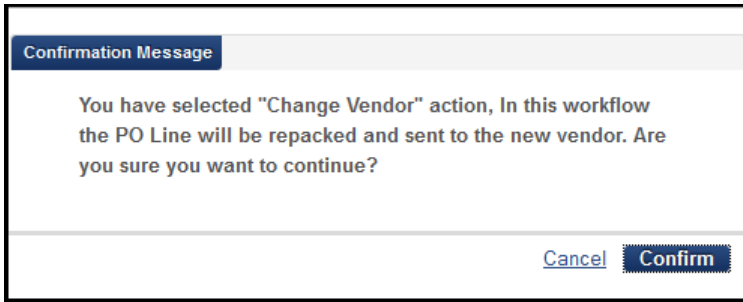 Confirmation Message
You have selected "Change Vendor" action, In this workflow
the PO Line will be repacked and sent to the new vendor. Are
you sure you want to continue?
Cancel Confirm